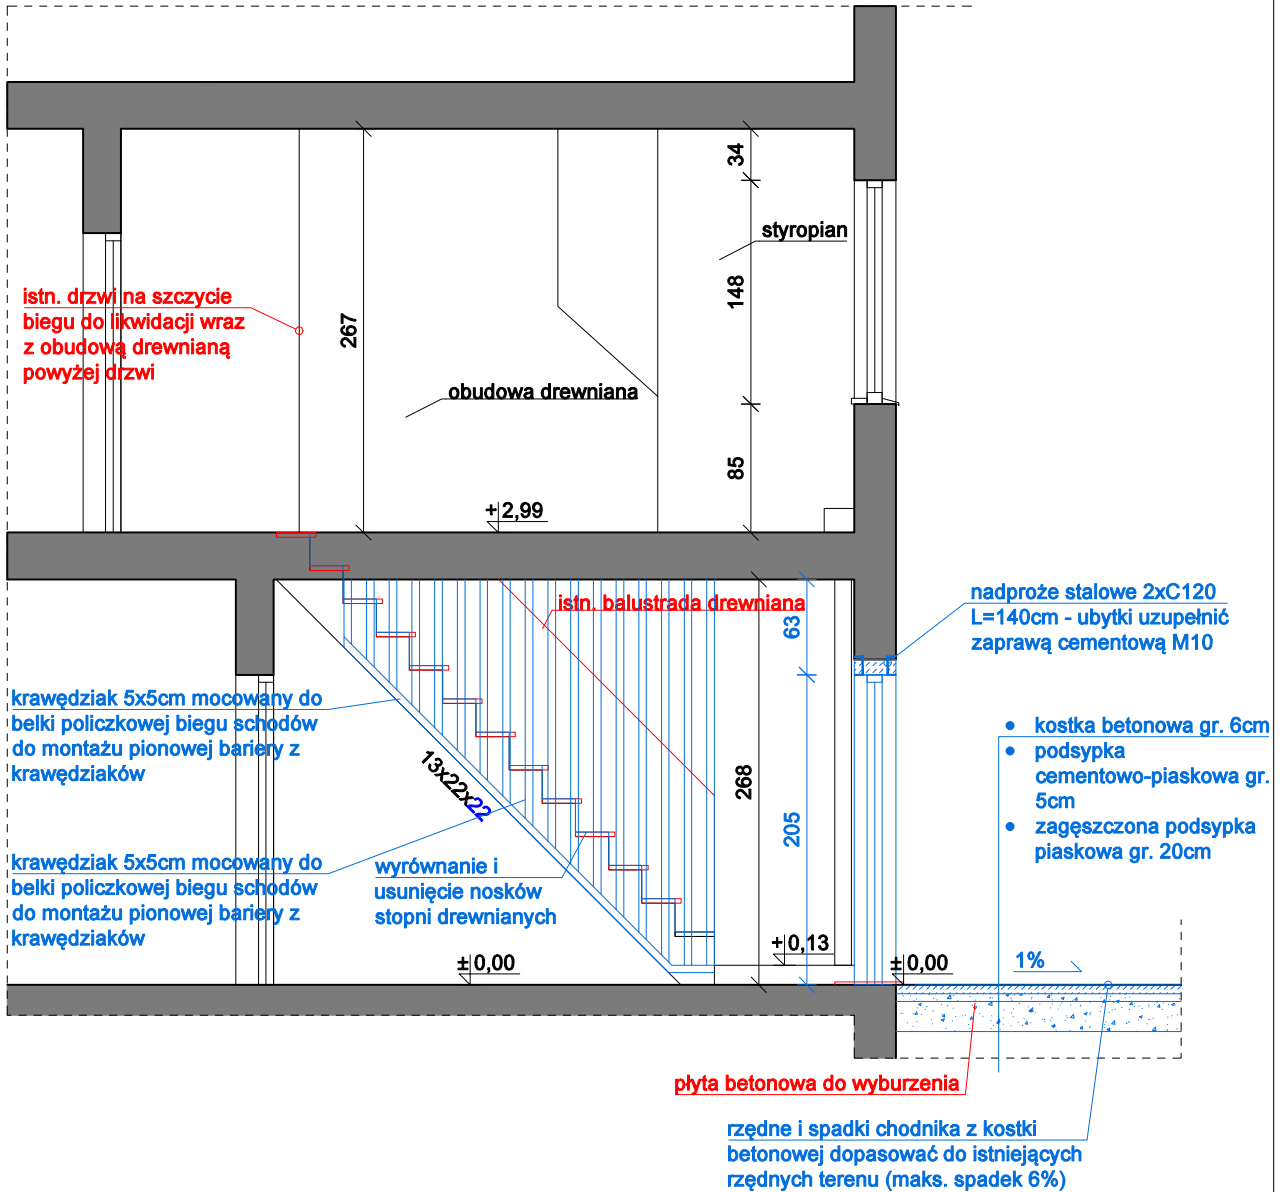 34
styropian
148
istn. drzwi na szczycie
biegu do likwidacji wraz
z obudową drewnianą
powyżej drzwi
267
obudowa drewniana
85
+2,99
istn. balustrada drewniana
63
nadproże stalowe 2xC120
L=140cm - ubytki uzupełnić
zaprawą cementową M10
krawędziak 5x5cm mocowany do
belki policzkowej biegu schodów
do montażu pionowej bariery z
krawędziaków
13x22x22
268
205
• kostka betonowa gr. 6cm
• podsypka
cementowo-piaskowa gr.
5cm
• zagęszczona podsypka
piaskowa gr. 20cm
krawędziak 5x5cm mocowany do
belki policzkowej biegu schodów
do montażu pionowej bariery z
krawędziaków
wyrównanie i
usunięcie nosków
stopni drewnianych
±0,00
+0,13
±0,00
1%
płyta betonowa do wyburzenia
rzędne i spadki chodnika z kostki
betonowej dopasować do istniejących
rzędnych terenu (maks. spadek 6%)